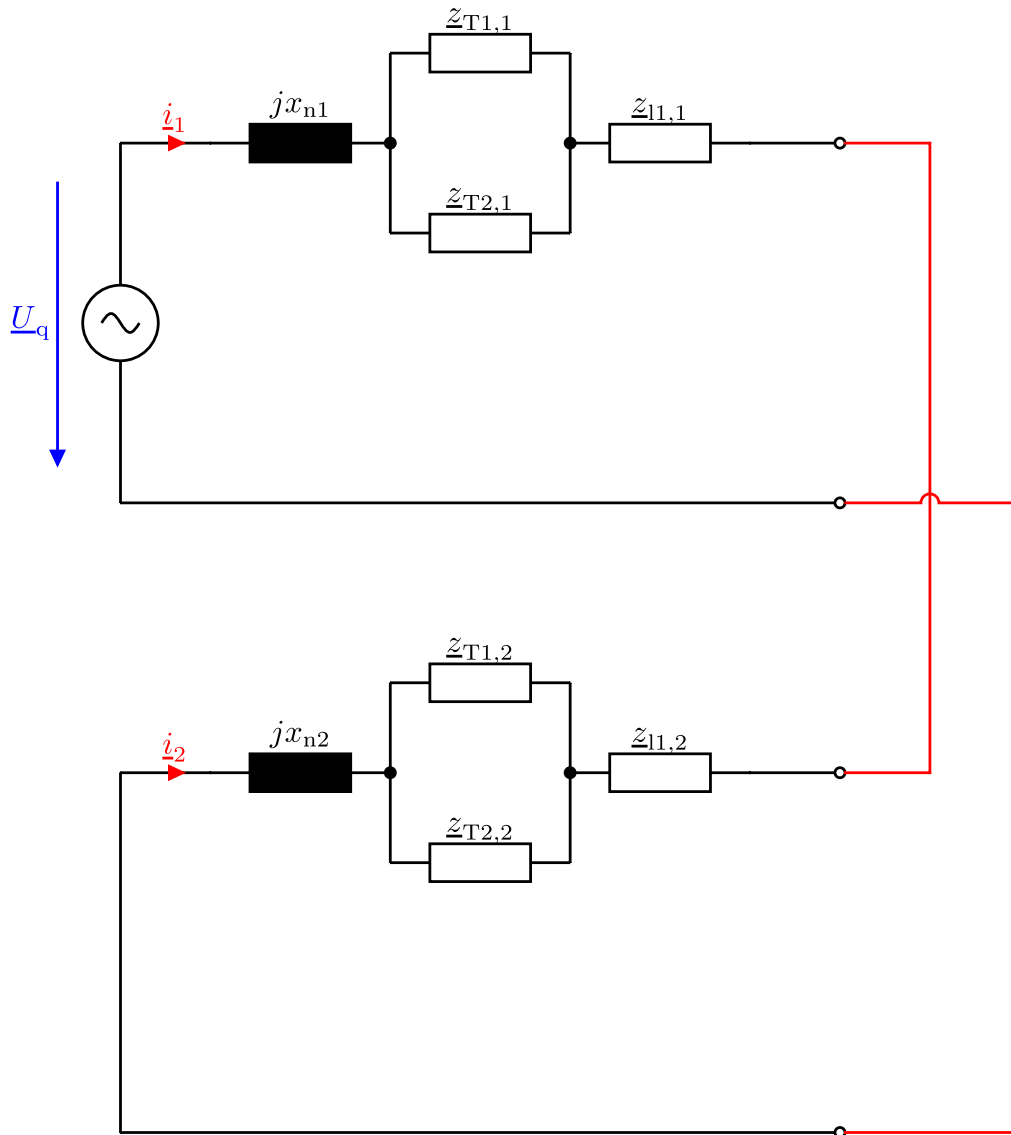 z_T1,1
i_1
jx_n1
z_l1,1
z_T2,1
U_q
z_T1,2
i_2
jx_n2
z_l1,2
z_T2,2